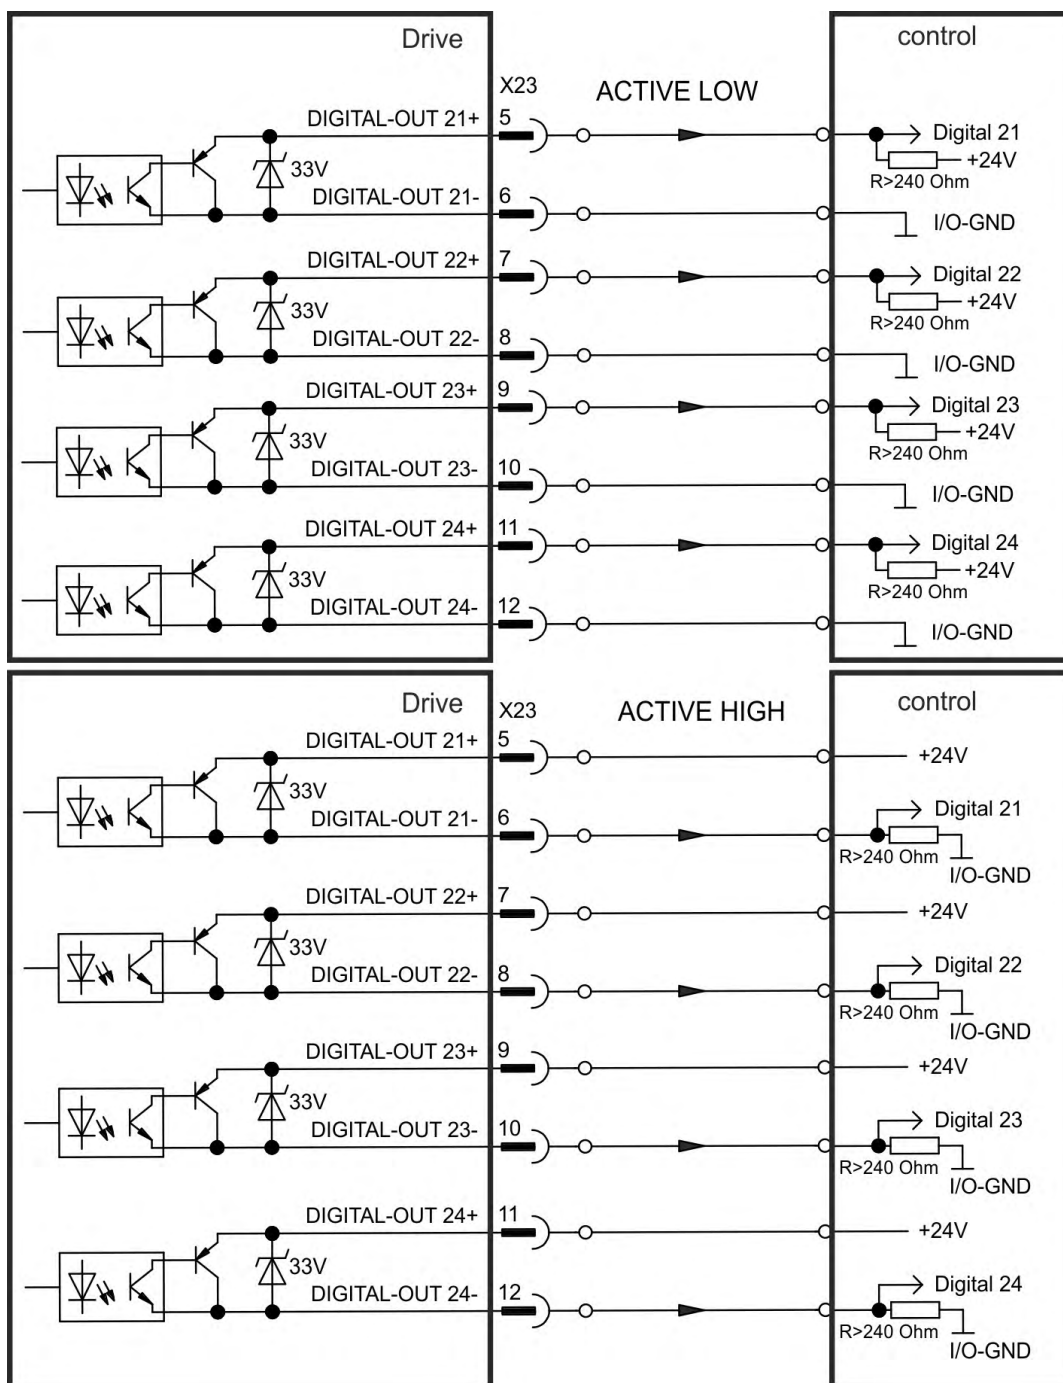 Drive
control
X23
ACTIVE LOW
DIGITAL-OUT 21+
5
Digital 21
33V
+24V
R>240 Ohm
DIGITAL-OUT 21-
6
I/O-GND
DIGITAL-OUT 22+
7
Digital 22
33V
+24V
R>240 Ohm
DIGITAL-OUT 22-
8
I/O-GND
DIGITAL-OUT 23+
9
Digital 23
33V
+24V
R>240 Ohm
DIGITAL-OUT 23-
10
I/O-GND
DIGITAL-OUT 24+
11
Digital 24
33V
+24V
R>240 Ohm
DIGITAL-OUT 24-
12
I/O-GND
Drive
control
X23
ACTIVE HIGH
DIGITAL-OUT 21+
5
+24V
33V
DIGITAL-OUT 21-
6
Digital 21
R>240 Ohm
I/O-GND
DIGITAL-OUT 22+
7
+24V
33V
DIGITAL-OUT 22-
8
Digital 22
R>240 Ohm
I/O-GND
DIGITAL-OUT 23+
9
+24V
33V
DIGITAL-OUT 23-
10
Digital 23
R>240 Ohm
I/O-GND
DIGITAL-OUT 24+
11
+24V
33V
DIGITAL-OUT 24-
12
Digital 24
R>240 Ohm
I/O-GND